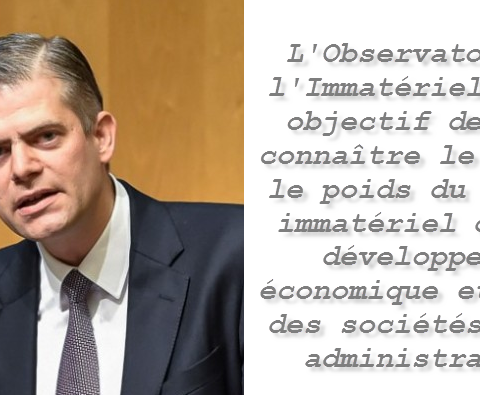 L'Observato
l'Immatériel
objectif de
connaître le
le poids du
immatériel
développe
économique et
des sociétés
administra